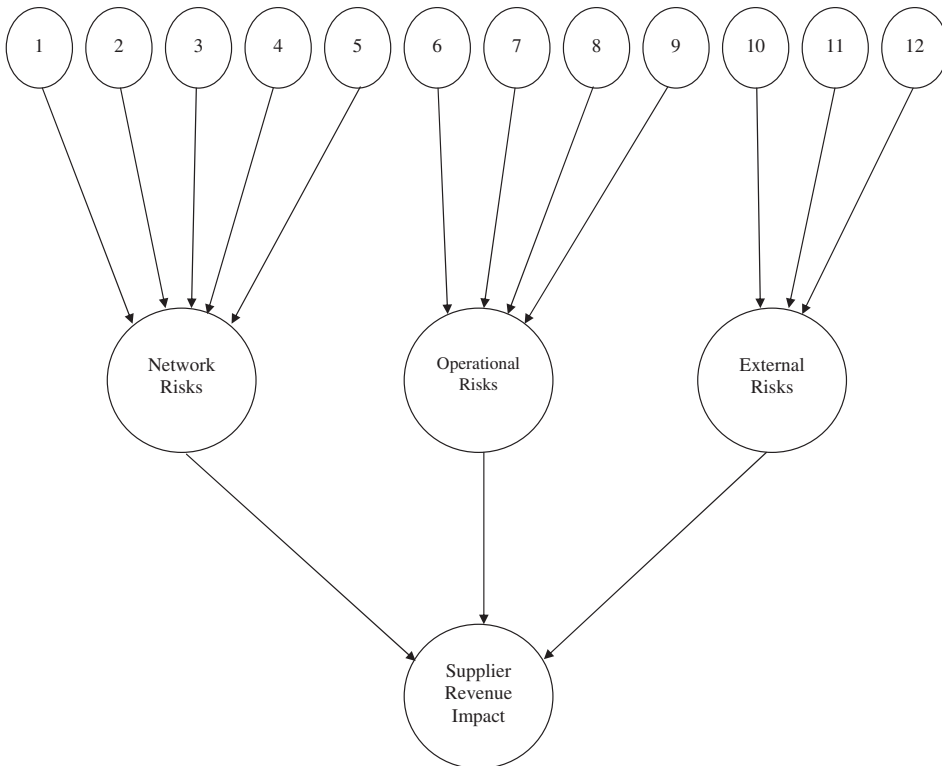 1 2 3 4 5 6 7 8 9 10 11 12
Network
Risks
Operational
Risks
External
Risks
Supplier
Revenue
Impact